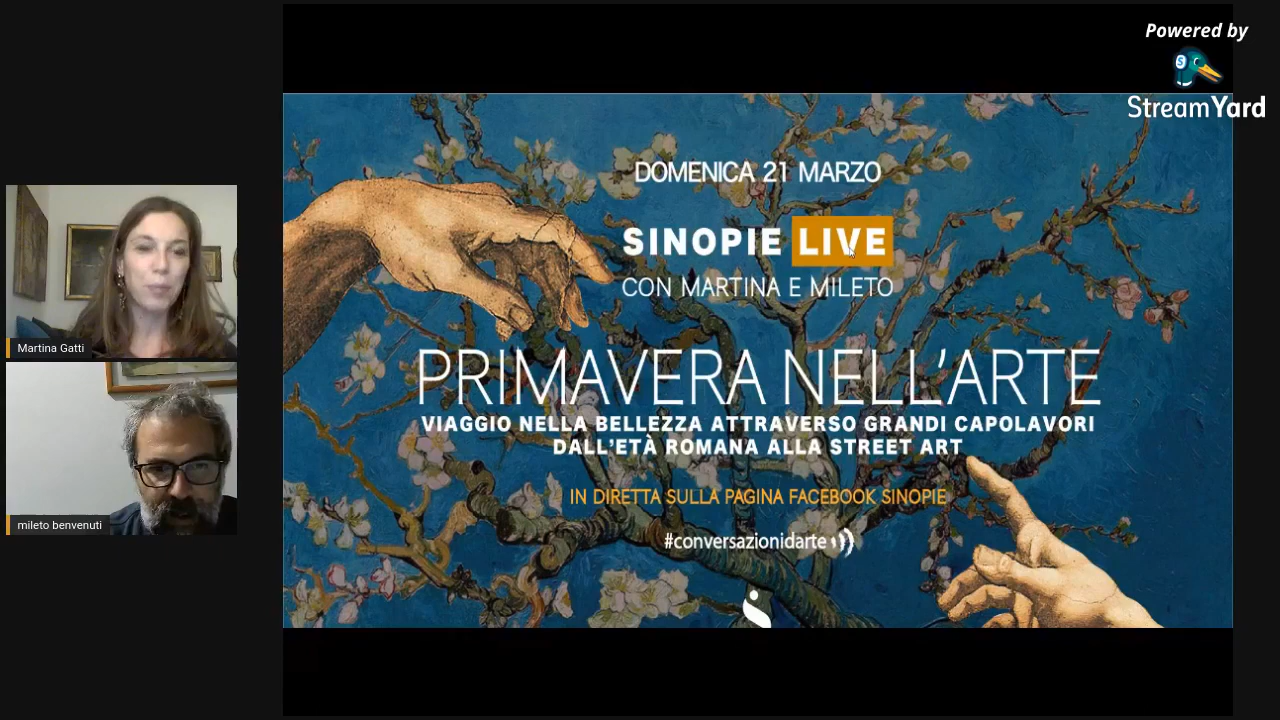 Powered by
StreamYard
DOMENICA 21 MARZO
SINOPIE LIVE
CON MARTINA E MILETO
PRIMAVERA NELL'ARTE
VIAGGIO NELLA BELLEZZA ATTRAVERSO GRANDI CAPOLAVORI
DALL'ETÀ ROMANA ALLA STREET ART
IN DIRETTA SULLA PAGINA FACEBOOK SINOPIE
#conversazionidarte
Martina Gatti
mileto benvenuti